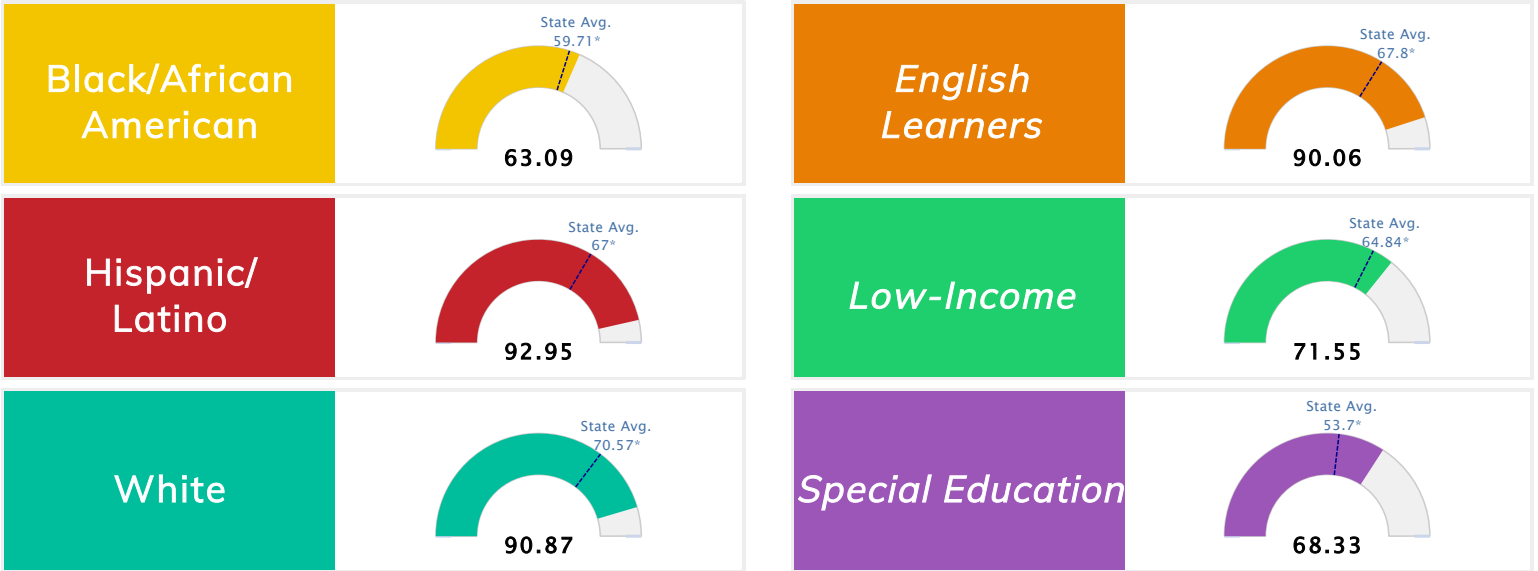 Black/African
American
State Avg.
59.71*
63.09
English
Learners
State Avg.
67.8*
90.06
Hispanic/
Latino
State Avg.
67*
92.95
Low-Income
State Avg.
64.84*
71.55
White
State Avg.
70.57*
90.87
Special Education
State Avg.
53.7*
68.33